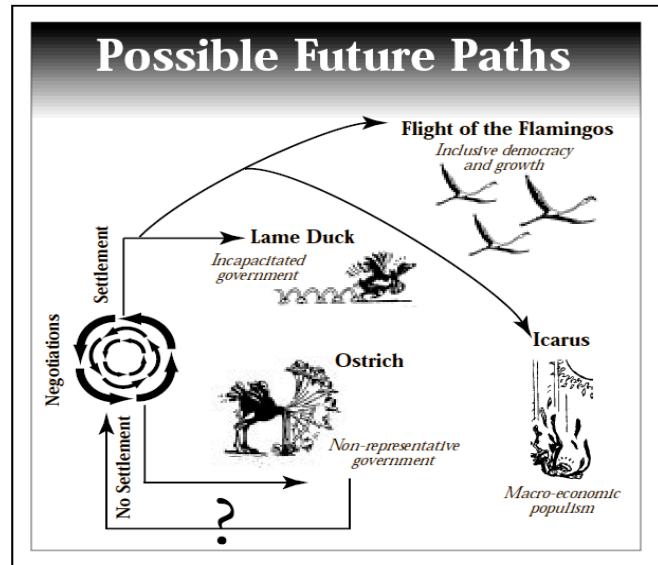 Possible Future Paths
Flight of the Flamingos
Inclusive democracy
and growth
Settlement
Lame Duck
Incapacitated
government
Negotiations
Icarus
Ostrich
Non-representative
government
No Settlement
Macro-economic
populism
?